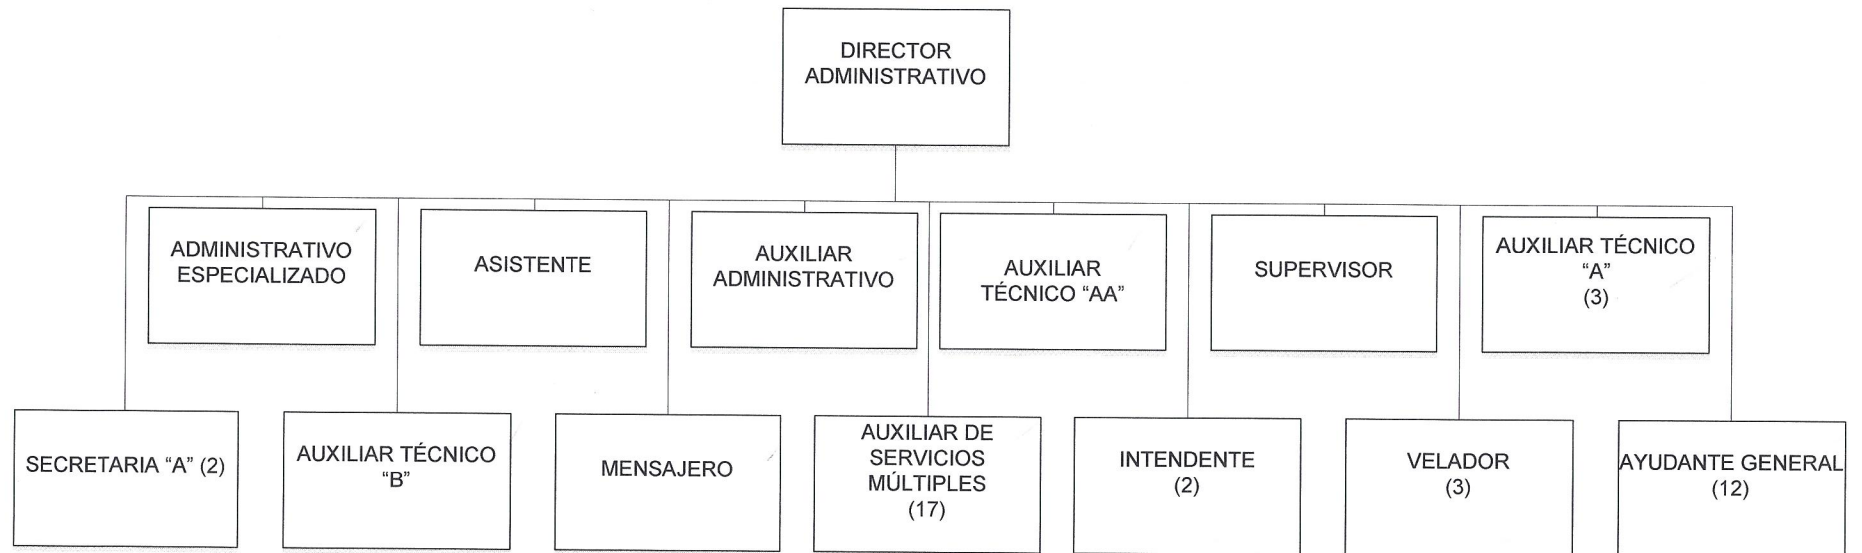 DIRECTOR
ADMINISTRATIVO
ADMINISTRATIVO
ESPECIALIZADO
ASISTENTE
AUXILIAR
ADMINISTRATIVO
AUXILIAR
TÉCNICO “AA”
SUPERVISOR
AUXILIAR TÉCNICO
“A”
(3)
SECRETARIA “A” (2)
AUXILIAR TÉCNICO
“B”
MENSAJERO
AUXILIAR DE
SERVICIOS
MÚLTIPLES
(17)
INTENDENTE
(2)
VELADOR
(3)
AYUDANTE GENERAL
(12)